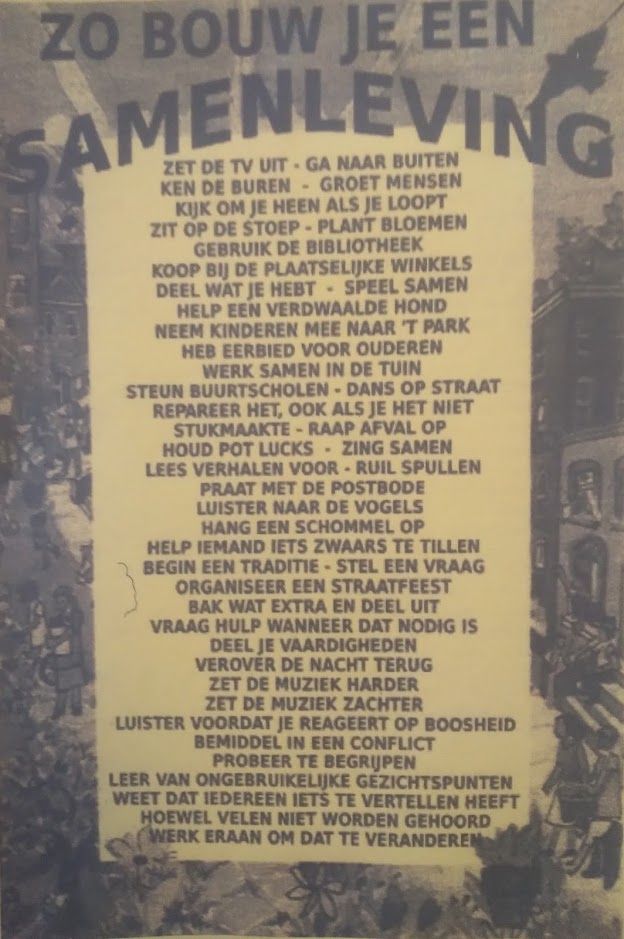 ZO BOUW JE EEN
SAMENLEVING
ZET DE TV UIT - GA NAAR BUITEN
KEN DE BUREN - GROET MENSEN
KIJK OM JE HEEN ALS JE LOOPT
ZIT OP DE STOEP - PLANT BLOEMEN
GEBRUIK DE BIBLIOTHEEK
KOOP BIJ DE PLAATSELIJKE WINKELS
DEEL WAT JE HEBT - SPEEL SAMEN
HELP EEN VERDWAALDE HOND
NEEM KINDEREN MEE NAAR 'T PARK
HEB EERBIED VOOR OUDEREN
WERK SAMEN IN DE TUIN
STEUN BUURTSCHOLEN - DANS OP STRAAT
REPAREER HET, OOK ALS JE HET NIET
STUKMAAKTE - RAAP AFVAL OP
HOUD POT LUCKS - ZING SAMEN
LEES VERHALEN VOOR - RUIL SPULLEN
PRAAT MET DE POSTBODE
LUISTER NAAR DE VOGELS
HANG EEN SCHOMMEL OP
HELP IEMAND IETS ZWAARS TE TILLEN
BEGIN EEN TRADITIE - STEL EEN VRAAG
ORGANISEER EEN STRAATFEEST
BAK WAT EXTRA EN DEEL UIT
VRAAG HULP WANNEER DAT NODIG IS
DEEL JE VAARDIGHEDEN
VEROVER DE NACHT TERUG
ZET DE MUZIEK HARDER
ZET DE MUZIEK ZACHTER
LUISTER VOORDAT JE REAGEERT OP BOOSHEID
BEMIDDEL IN EEN CONFLICT
PROBEER TE BEGRIJPEN
LEER VAN ONGEBRUIKELIJKE GEZICHTSPUNTEN
WEET DAT IEDEREEN IETS TE VERTELLEN HEEFT
HOEWEL VELEN NIET WORDEN GEHOORD
WERK ERAAN OM DAT TE VERANDEREN